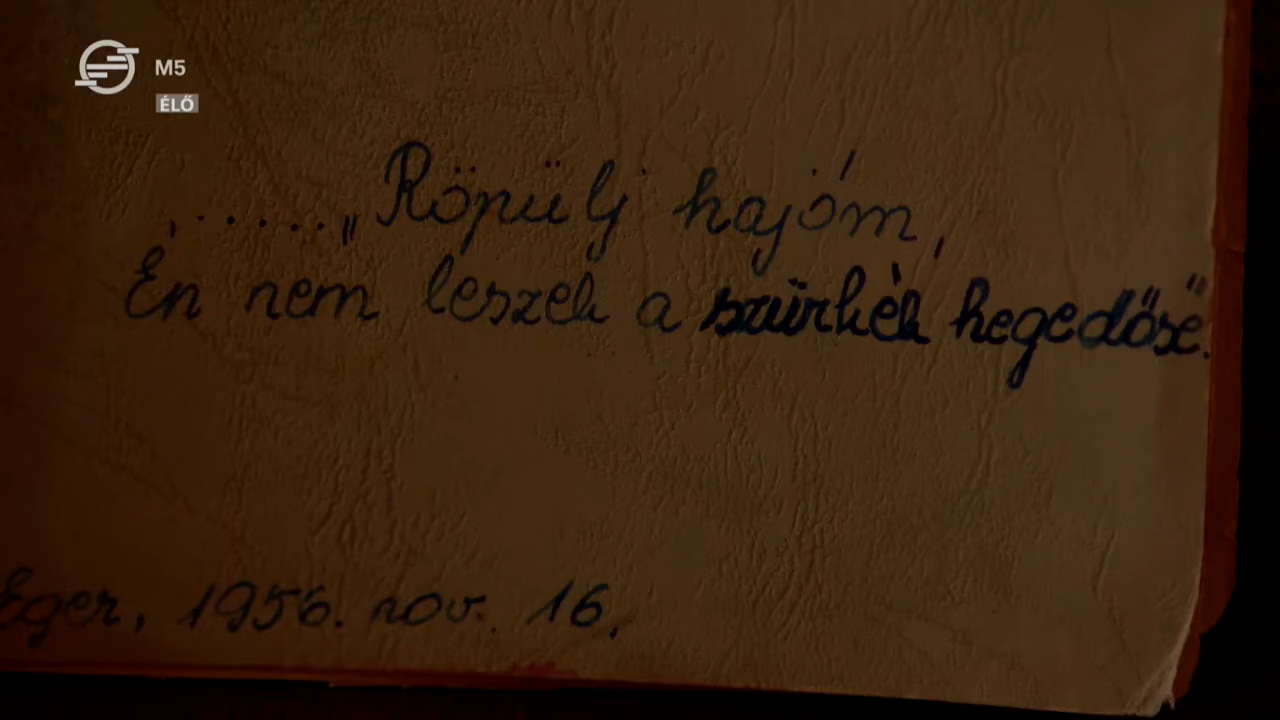 M5
ÉLŐ
......„Röpülj hajóm,
Én nem leszek a szürkék hegedőse."
Eger, 1956. nov. 16.